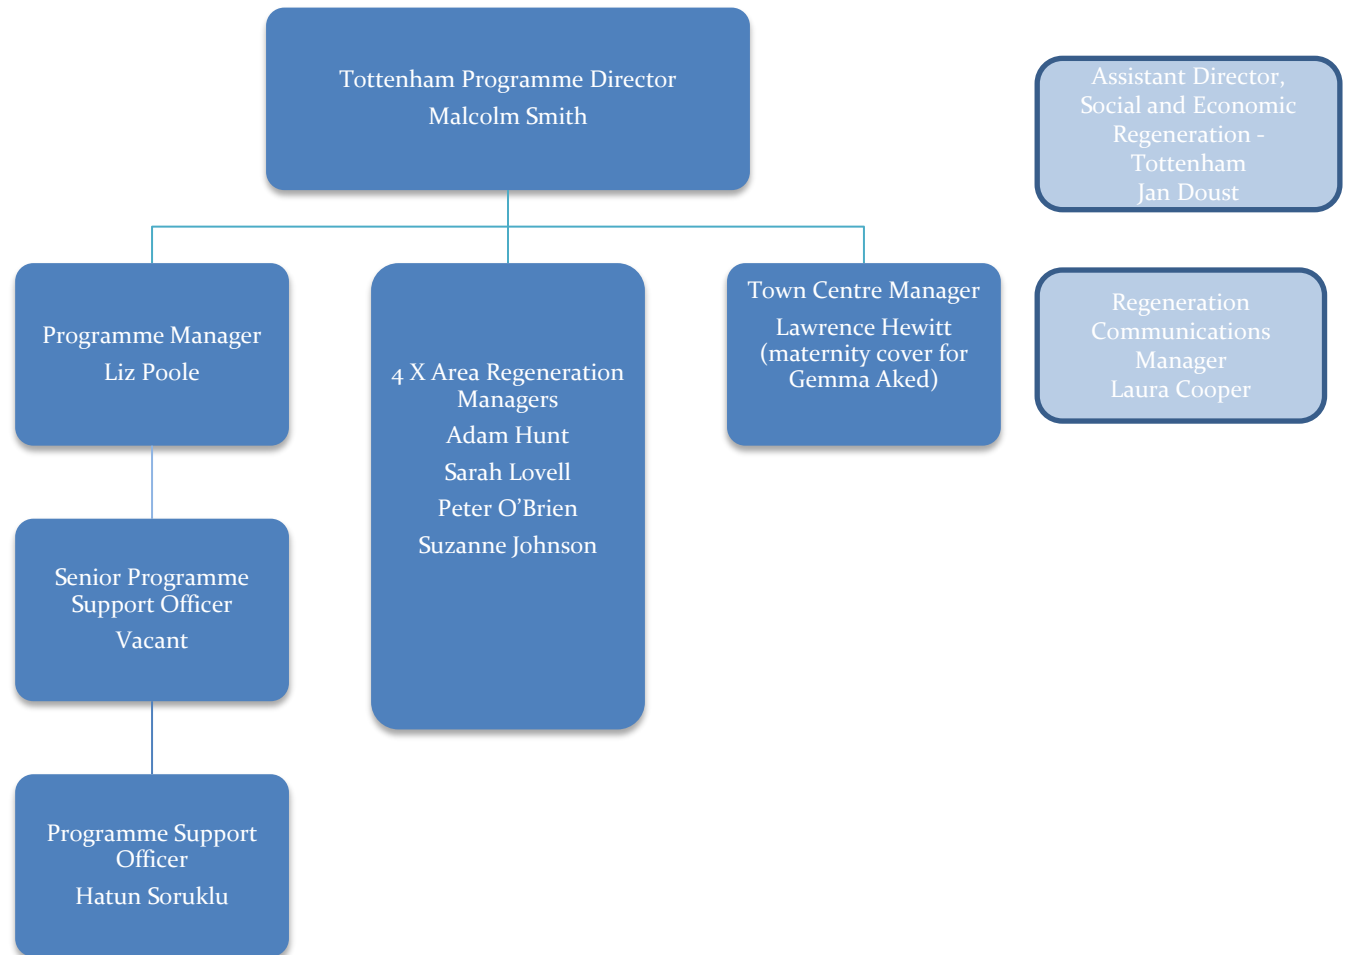 Tottenham Programme Director
Malcolm Smith
Assistant Director,
Social and Economic
Regeneration -
Tottenham
Jan Doust
Programme Manager
Liz Poole
4 X Area Regeneration
Managers
Adam Hunt
Sarah Lovell
Peter O’Brien
Suzanne Johnson
Town Centre Manager
Lawrence Hewitt
(maternity cover for
Gemma Aked)
Regeneration
Communications
Manager
Laura Cooper
Senior Programme
Support Officer
Vacant
Programme Support
Officer
Hatun Soruklu